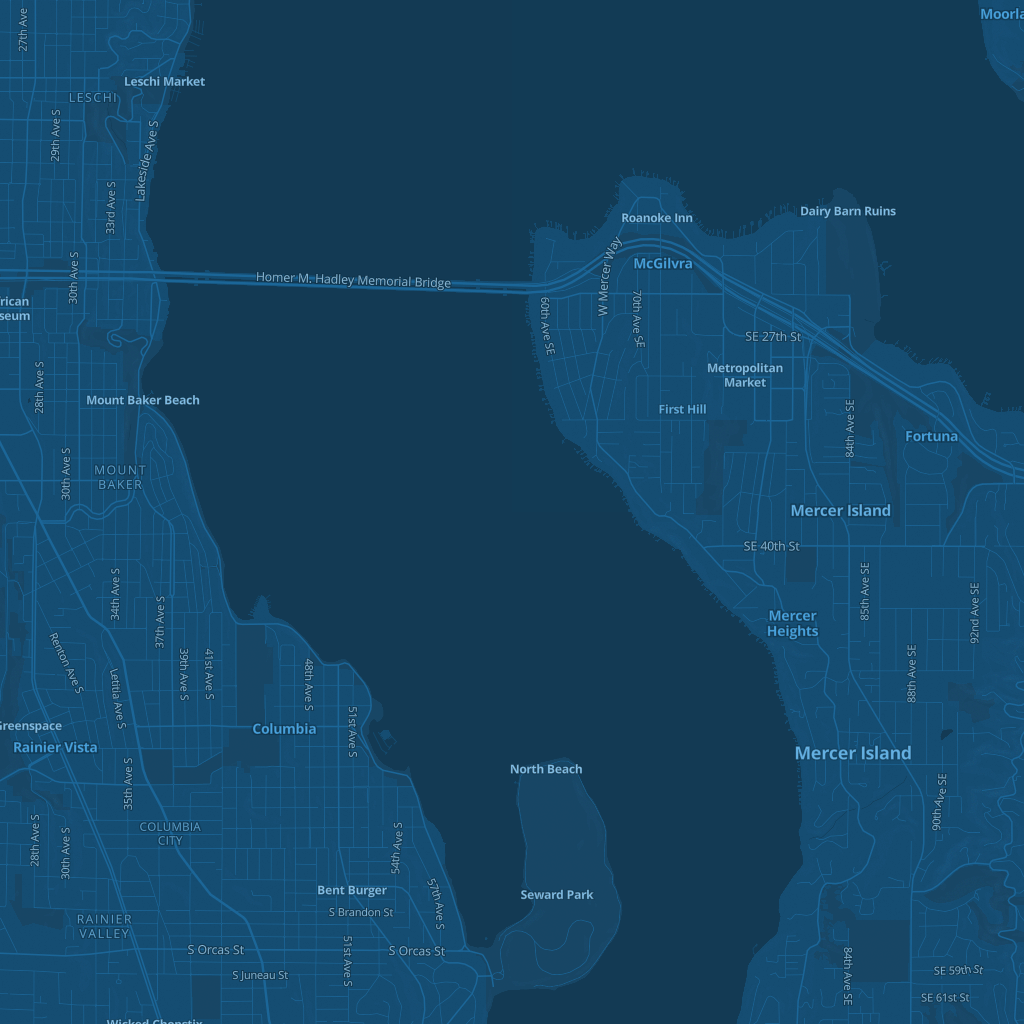 27th Ave
Moorla
Leschi Market
LESCHI
29th Ave S
Lakeside Ave S
33rd Ave S
Roanoke Inn
Dairy Barn Ruins
W Mercer Way
McGilvra
30th Ave S
Homer M. Hadley Memorial Bridge
rican
seum
60th Ave SE
70th Ave SE
SE 27th St
28th Ave S
Metropolitan
Market
Mount Baker Beach
First Hill
84th Ave SE
Fortuna
30th Ave S
MOUNT
BAKER
Mercer Island
SE 40th St
34th Ave S
37th Ave S
85th Ave SE
92nd Ave SE
Mercer
Heights
Renton Ave S
39th Ave S
41st Ave S
48th Ave S
88th Ave SE
Letitia Ave S
51st Ave S
Greenspace
Columbia
Rainier Vista
Mercer Island
North Beach
35th Ave S
90th Ave SE
28th Ave S
30th Ave S
COLUMBIA
CITY
54th Ave S
57th Ave S
Bent Burger
Seward Park
S Brandon St
RAINIER
VALLEY
S Orcas St
51st Ave S
S Orcas St
S Juneau St
84th Ave SE
SE 59th St
SE 61st St
Wicked Chopstix